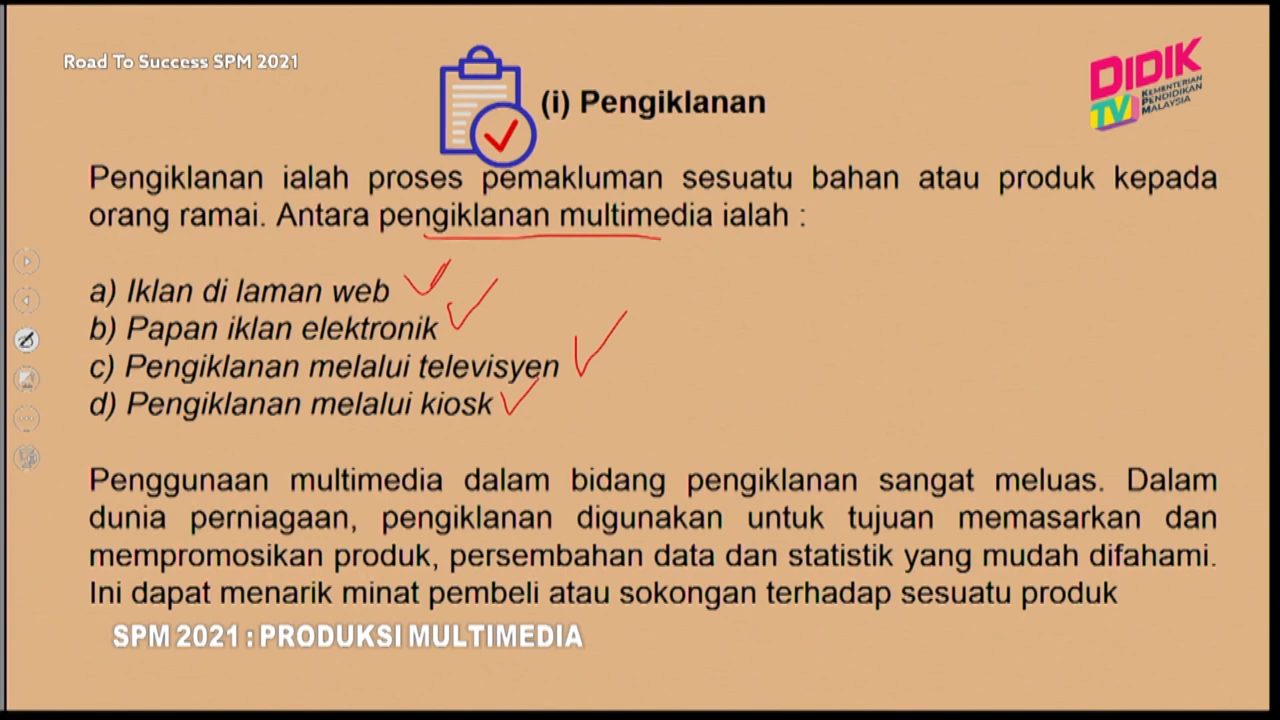 Road To Success SPM 2021
DIDIK
TV
KEMENTERIAN
PENDIDIKAN
MALAYSIA
(i) Pengiklanan
Pengiklanan ialah proses pemakluman sesuatu bahan atau produk kepada
orang ramai. Antara pengiklanan multimedia ialah :
a) Iklan di laman web
b) Papan iklan elektronik
c) Pengiklanan melalui televisyen
d) Pengiklanan melalui kiosk
Penggunaan multimedia dalam bidang pengiklanan sangat meluas. Dalam
dunia perniagaan, pengiklanan digunakan untuk tujuan memasarkan dan
mempromosikan produk, persembahan data dan statistik yang mudah difahami.
Ini dapat menarik minat pembeli atau sokongan terhadap sesuatu produk
SPM 2021 : PRODUKSI MULTIMEDIA